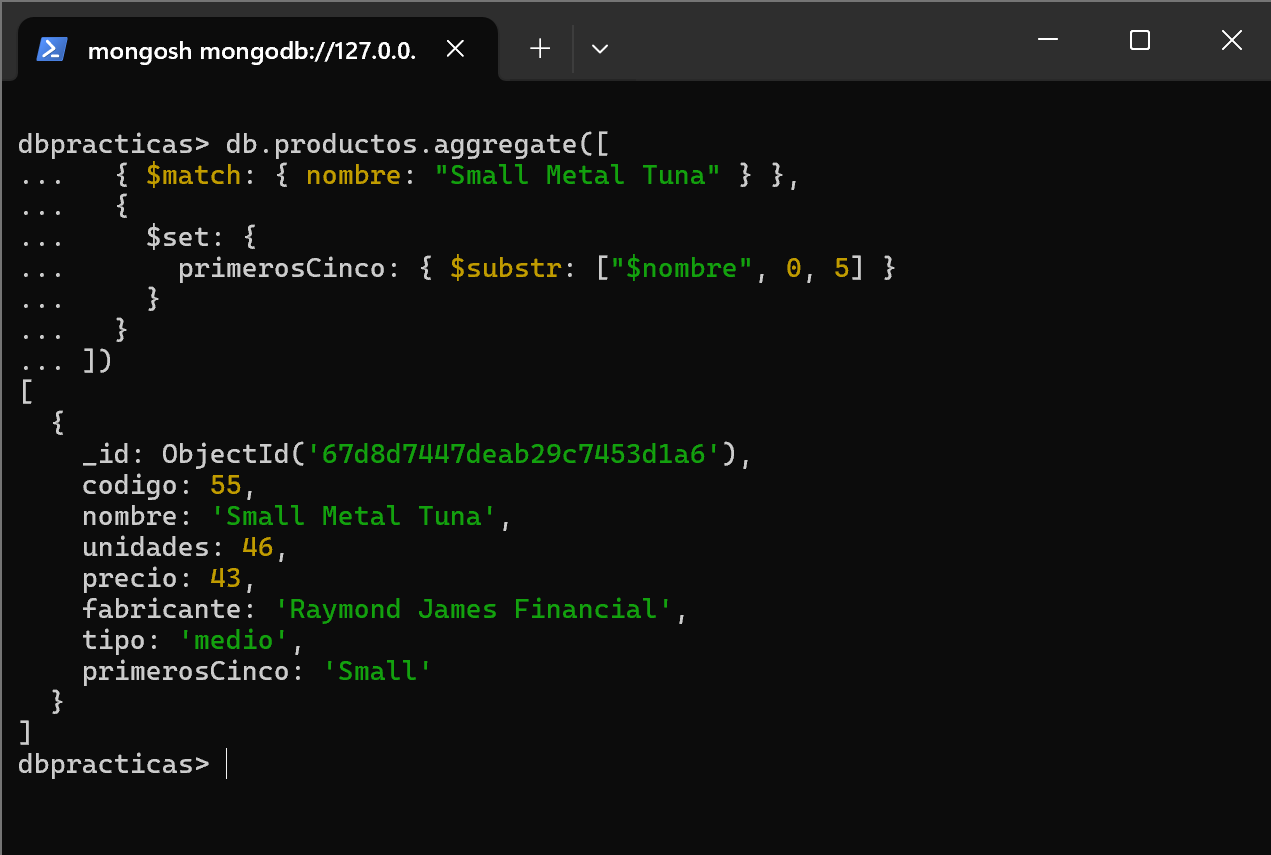 mongosh mongodb://127.0.0.
dbpracticas> db.productos.aggregate([
...   { $match: { nombre: "Small Metal Tuna" } },
...   {
...     $set: {
...       primerosCinco: { $substr: ["$nombre", 0, 5] }
...     }
...   }
... ])
[
  {
    _id: ObjectId('67d8d7447deab29c7453d1a6'),
    codigo: 55,
    nombre: 'Small Metal Tuna',
    unidades: 46,
    precio: 43,
    fabricante: 'Raymond James Financial',
    tipo: 'medio',
    primerosCinco: 'Small'
  }
]
dbpracticas>